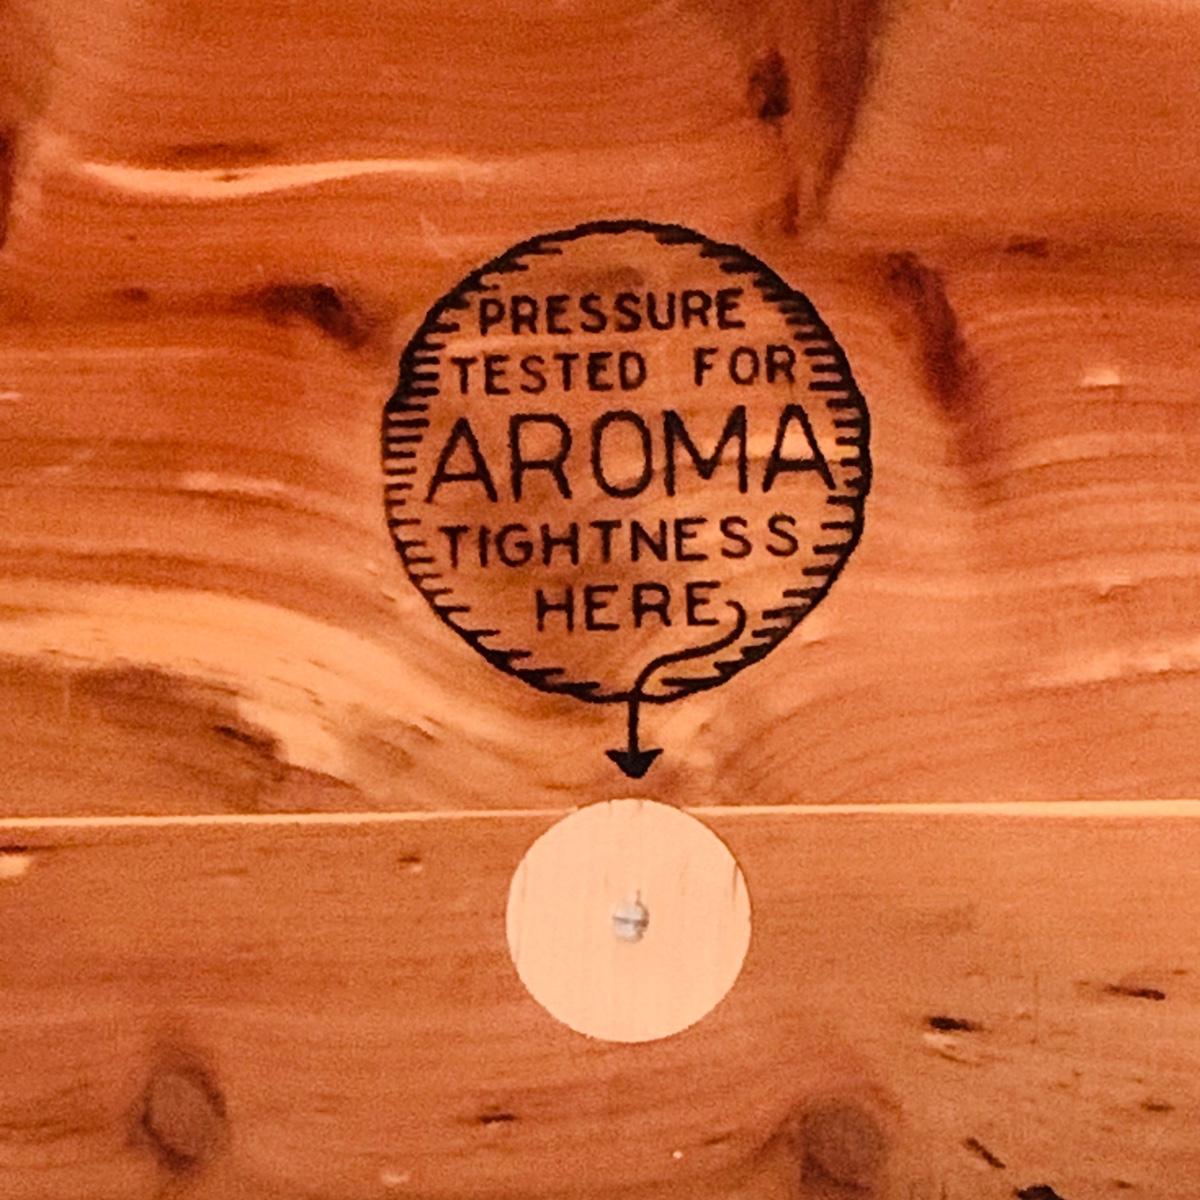 PRESSURE
TESTED FOR
AROMA
TIGHTNESS
HERE